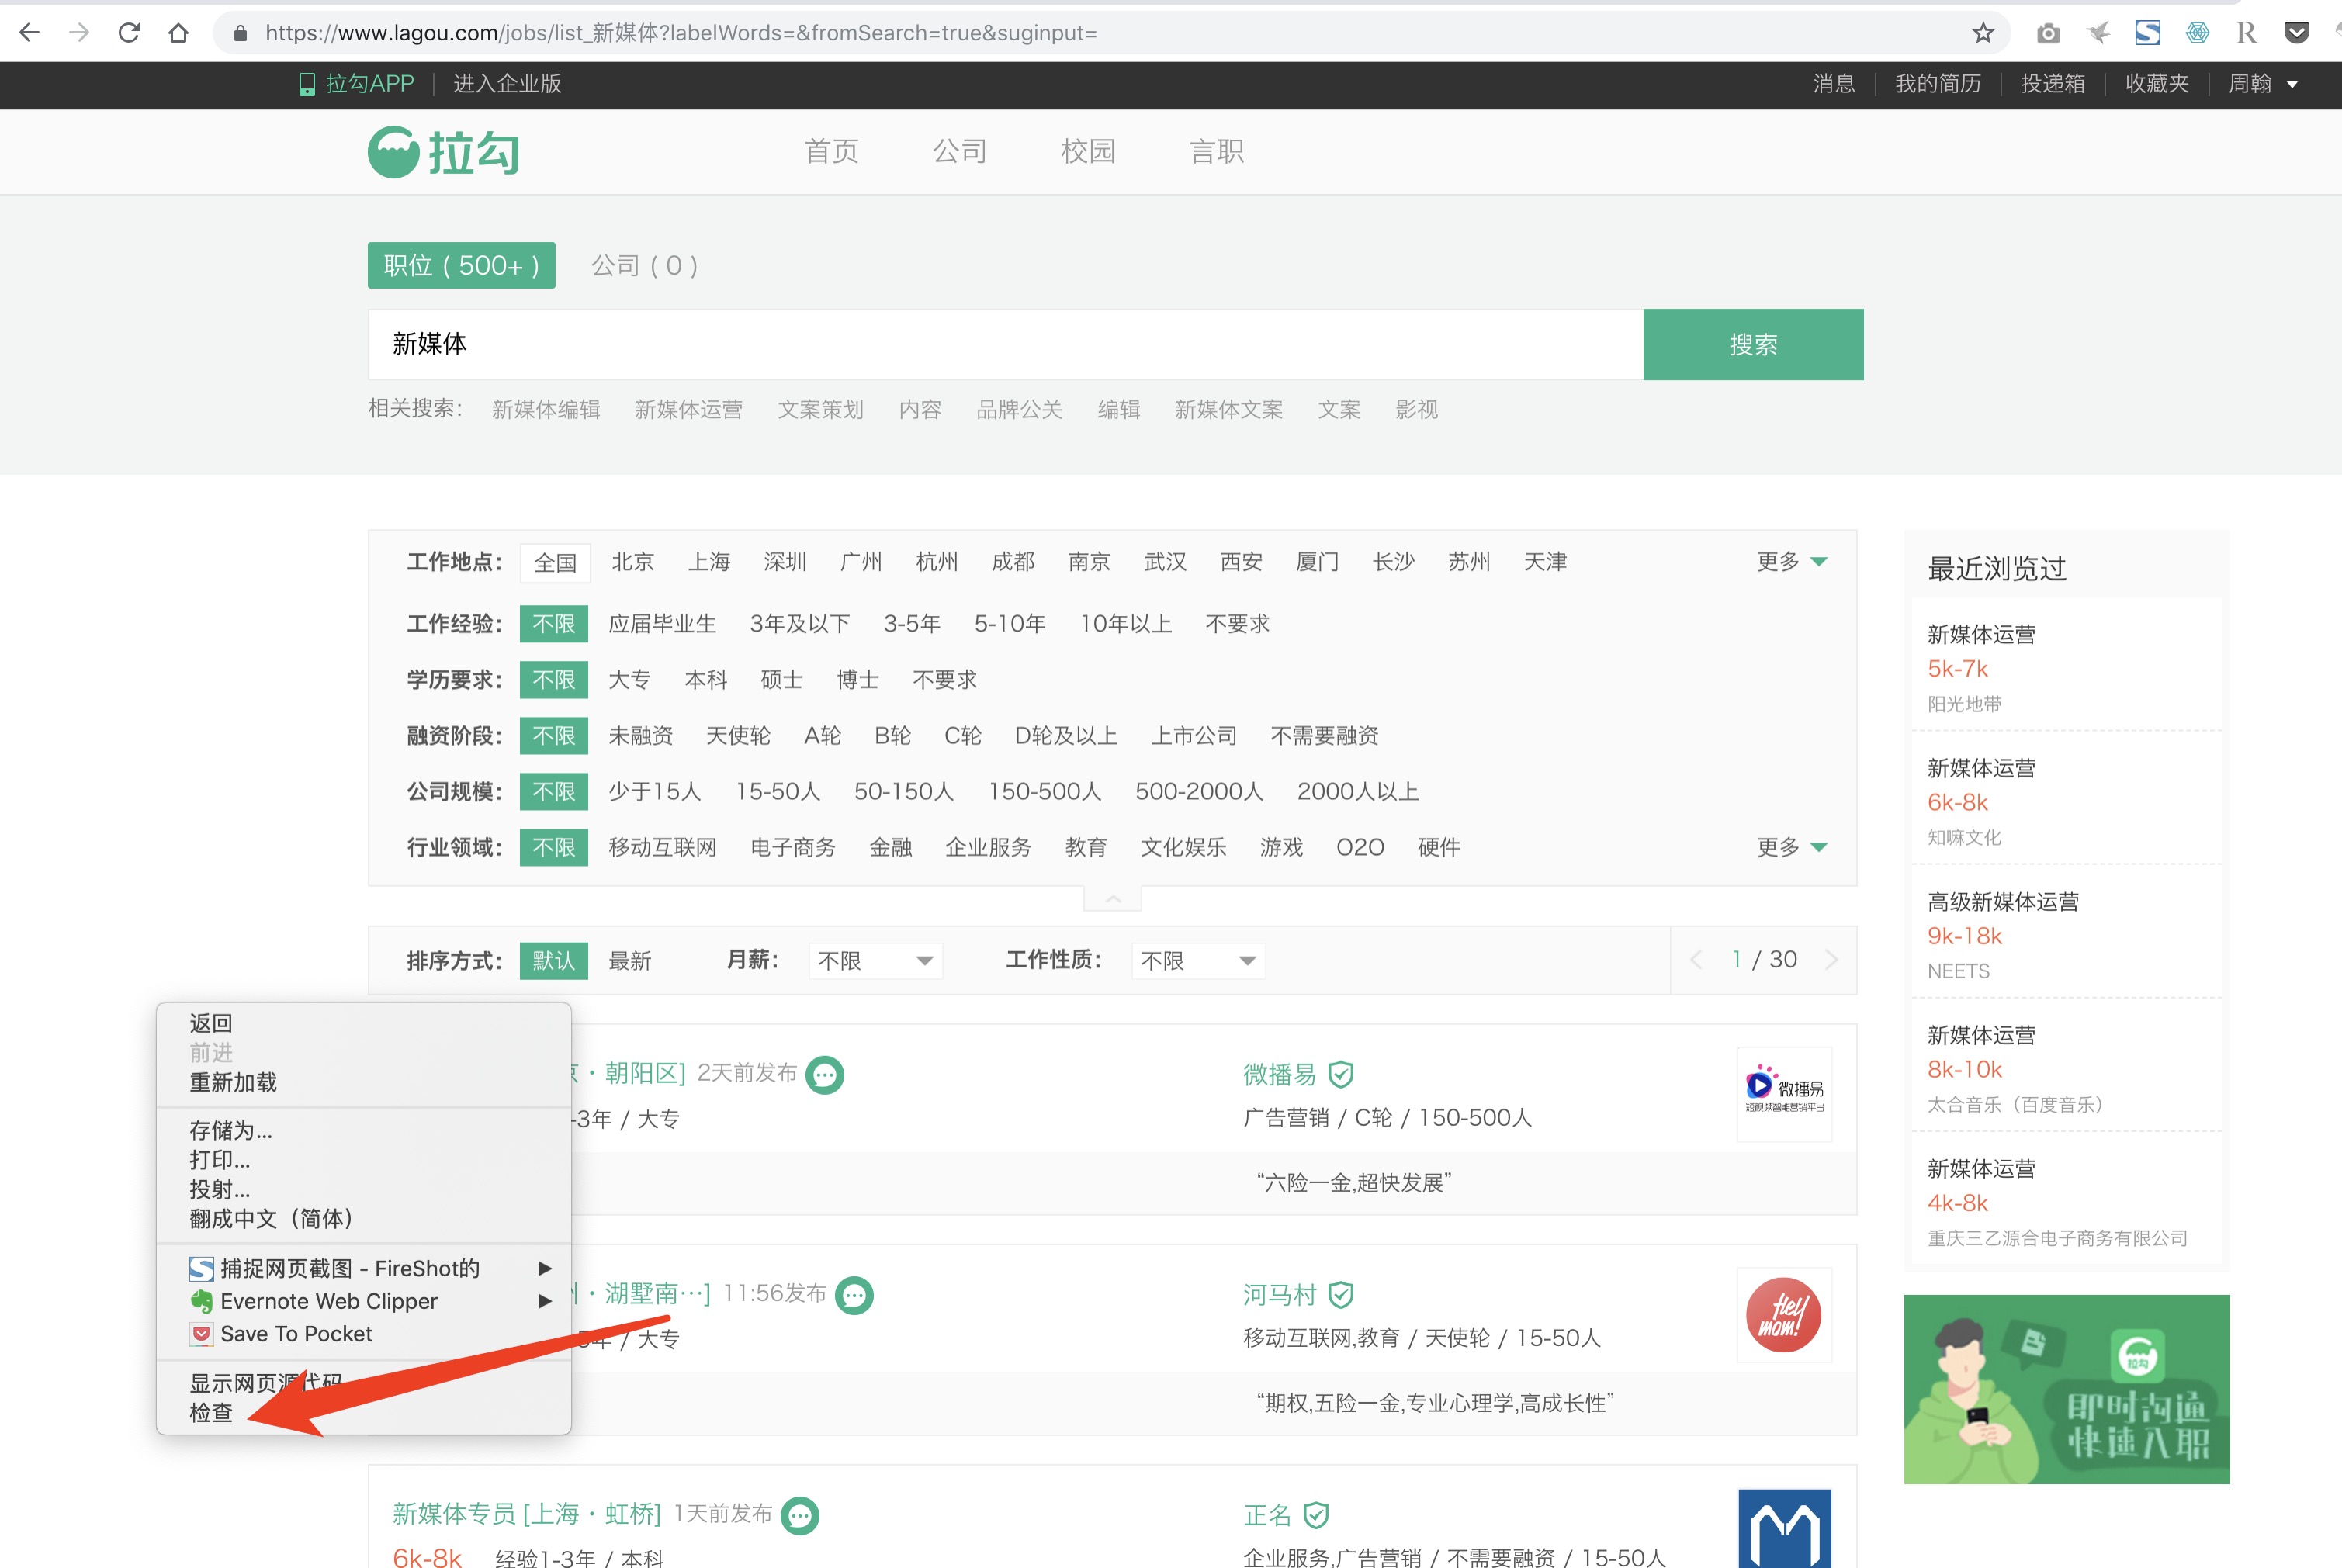 https://www.lagou.com/jobs/list_新媒体?labelWords=&fromSearch=true&suginput=
拉勾APP 进入企业版 消息 我的简历 投递箱 收藏夹 周翰
拉勾 首页 公司 校园 言职
职位 ( 500+ ) 公司 ( 0 )
新媒体 搜索
相关搜索: 新媒体编辑 新媒体运营 文案策划 内容 品牌公关 编辑 新媒体文案 文案 影视
工作地点: 全国 北京 上海 深圳 广州 杭州 成都 南京 武汉 西安 厦门 长沙 苏州 天津 更多
工作经验: 不限 应届毕业生 3年及以下 3-5年 5-10年 10年以上 不要求
学历要求: 不限 大专 本科 硕士 博士 不要求
融资阶段: 不限 未融资 天使轮 A轮 B轮 C轮 D轮及以上 上市公司 不需要融资
公司规模: 不限 少于15人 15-50人 50-150人 150-500人 500-2000人 2000人以上
行业领域: 不限 移动互联网 电子商务 金融 企业服务 教育 文化娱乐 游戏 O2O 硬件 更多
排序方式: 默认 最新 月薪: 不限 工作性质: 不限 1 / 30
返回
前进
重新加载
存储为...
打印...
投射...
翻成中文（简体）
捕捉网页截图 - FireShot的
Evernote Web Clipper
Save To Pocket
显示网页源代码
检查
· 朝阳区] 2天前发布
-3年 / 大专
微播易
广告营销 / C轮 / 150-500人
微播易
“六险一金,超快发展”
· 湖墅南…] 11:56发布
年 / 大专
河马村
移动互联网,教育 / 天使轮 / 15-50人
Hey mom!
“期权,五险一金,专业心理学,高成长性”
新媒体专员 [上海 · 虹桥] 1天前发布
6k-8k 经验1-3年 / 本科
正名
企业服务,广告营销 / 不需要融资 / 15-50人
最近浏览过
新媒体运营
5k-7k
阳光地带
新媒体运营
6k-8k
知嘛文化
高级新媒体运营
9k-18k
NEETS
新媒体运营
8k-10k
太合音乐（百度音乐）
新媒体运营
4k-8k
重庆三乙源合电子商务有限公司
拉勾
即时沟通
快速入职